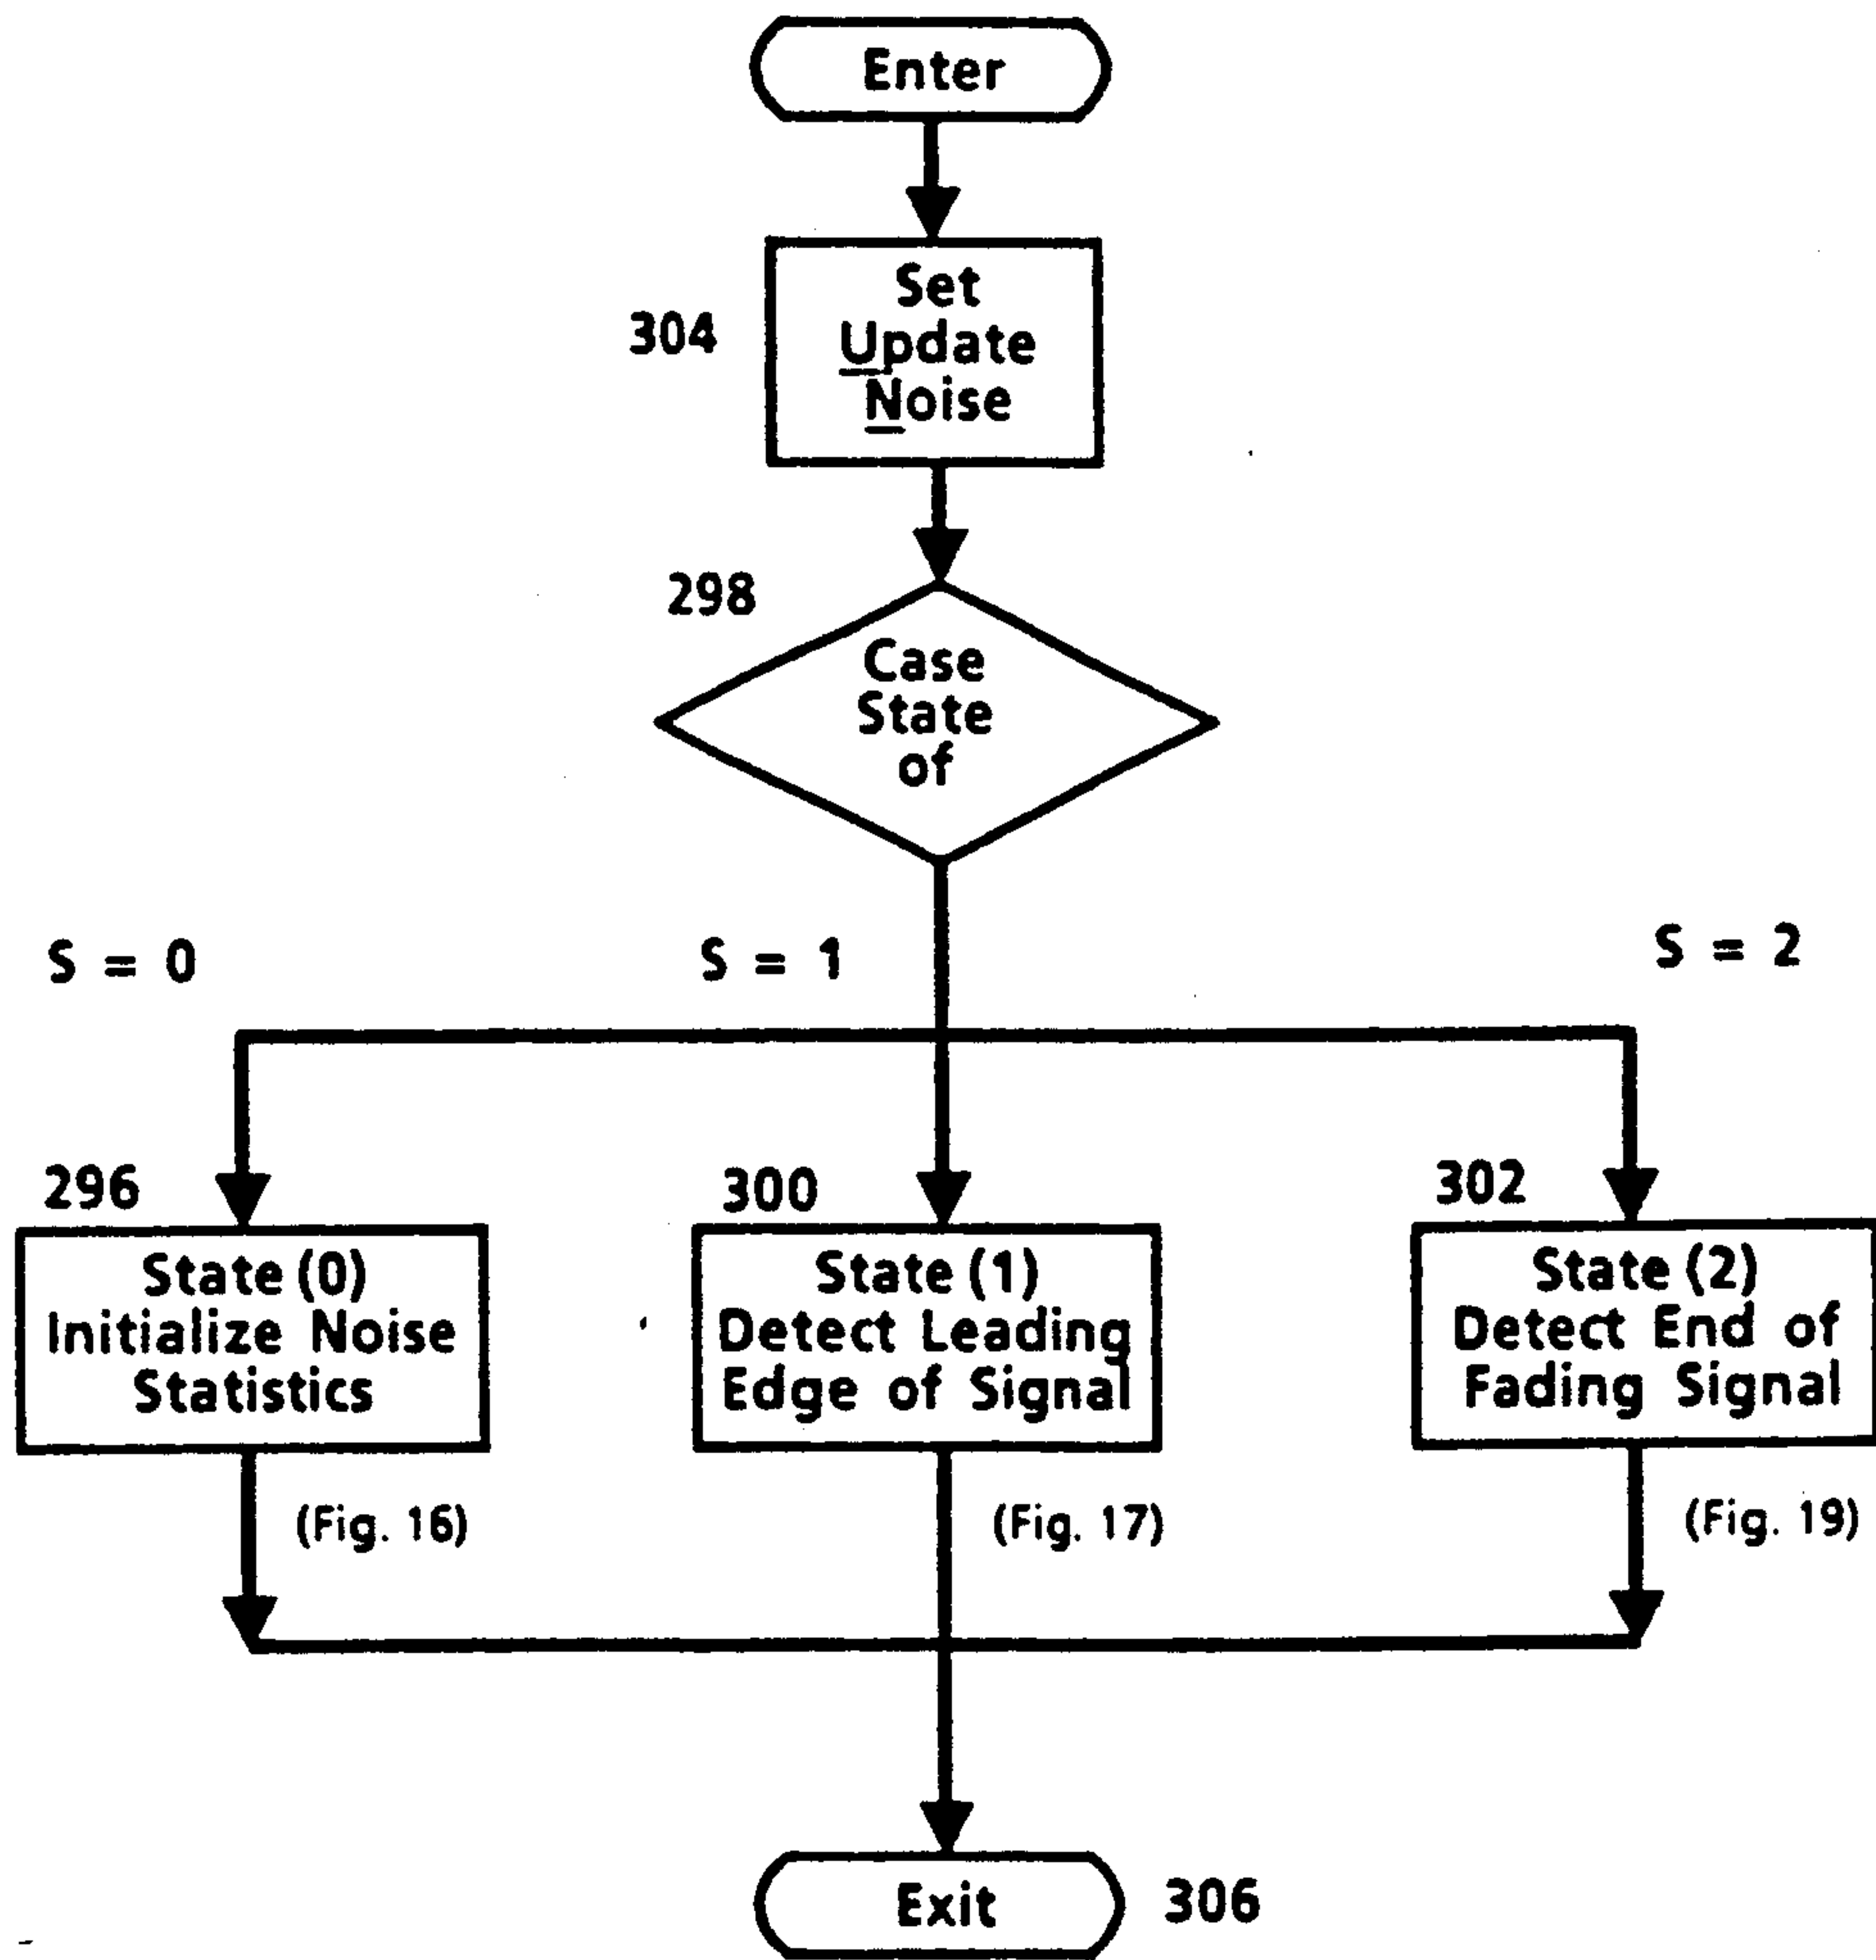 Enter
304
Set
Update
Noise
298
Case
State
of
S = 0
S = 1
S = 2
296
State (0)
Initialize Noise
Statistics
(Fig. 16)
300
State (1)
Detect Leading
Edge of Signal
(Fig. 17)
302
State (2)
Detect End of
Fading Signal
(Fig. 19)
Exit
306